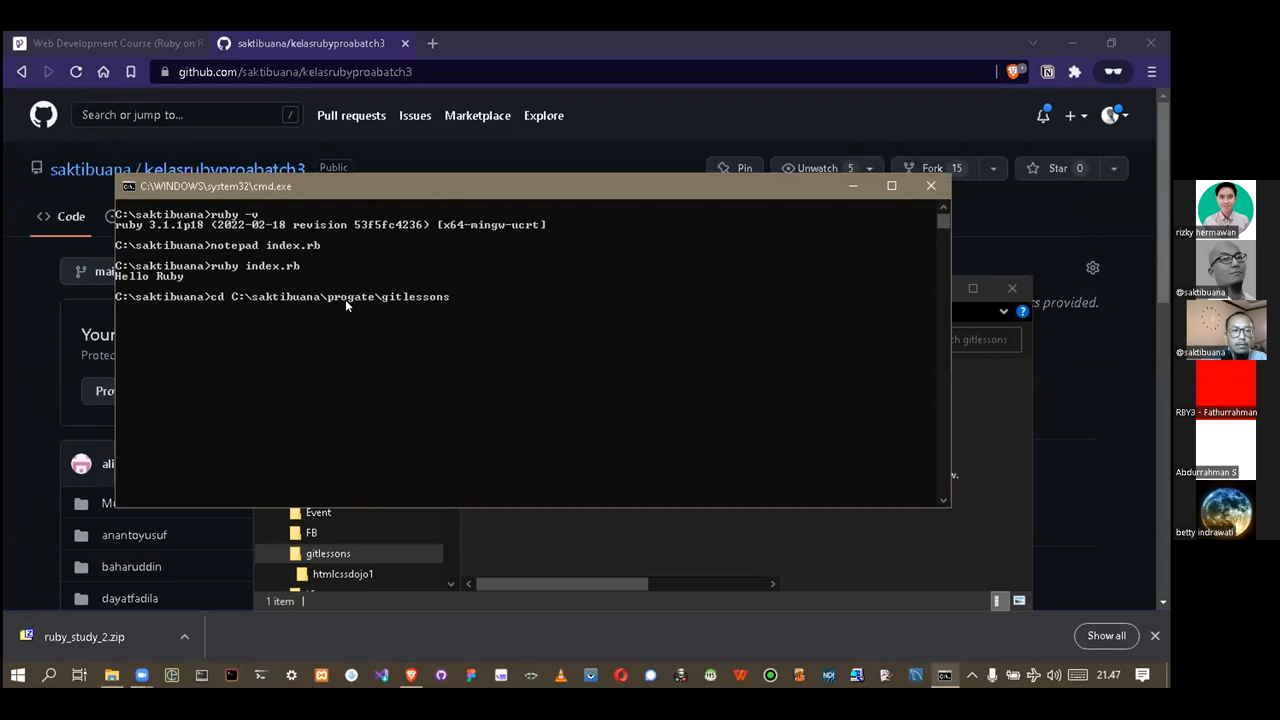 Web Development Course (Ruby on R
saktibuana/kelasrubyproabatch3
github.com/saktibuana/kelasrubyproabatch3
Search or jump to...
/
Pull requests
Issues
Marketplace
Explore
saktibuana / kelasrubyproabatch3
Public
Pin
Unwatch 5
Fork 15
Star 0
Code
C:\WINDOWS\system32\cmd.exe
C:\saktibuana>ruby -v
ruby 3.1.1p18 (2022-02-18 revision 53f5fc4236) [x64-mingw-ucrt]
C:\saktibuana>notepad index.rb
C:\saktibuana>ruby index.rb
Hello Ruby
C:\saktibuana>cd C:\saktibuana\progate\gitlessons
mai
s provided.
ch gitlessons
Your
Protec
Pro
ali
w.
Mu
anantoyusuf
baharuddin
dayatfadila
Event
FB
gitlessons
htmlcssdojo1
1 item
ruby_study_2.zip
Show all
21.47
rizky hermawan
@saktibuana
@saktibuana
RBY3 - Fathurrahman
Abdurrahman S
betty indrawati